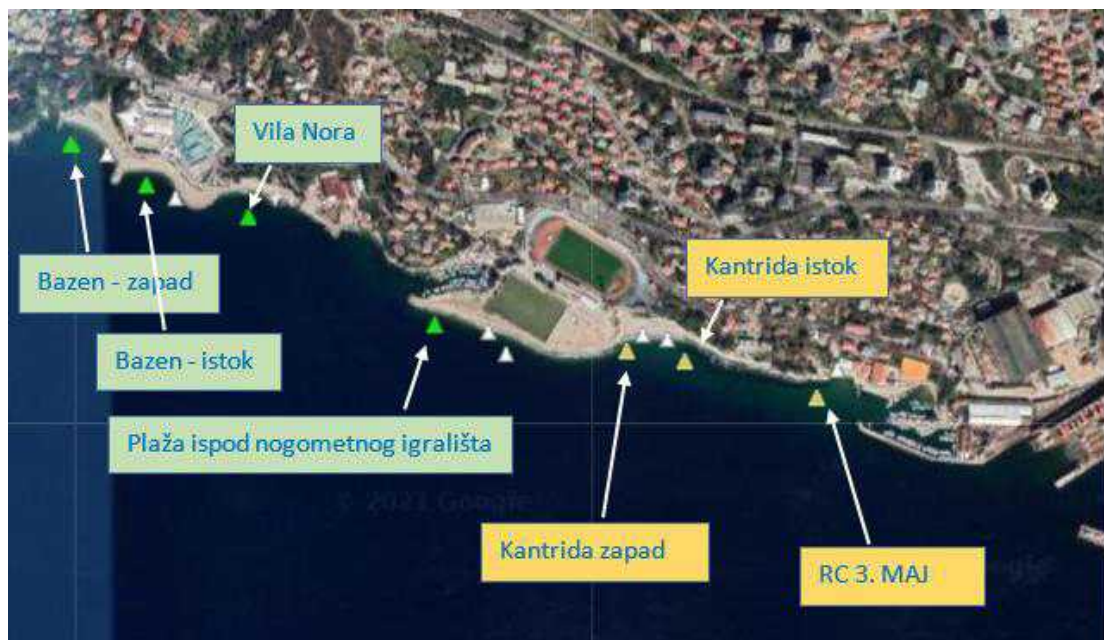 Vila Nora
Kantrida istok
Bazen - zapad
Bazen - istok
Plaža ispod nogometnog igrališta
© 2021 Google
Kantrida zapad
RC 3. MAJ